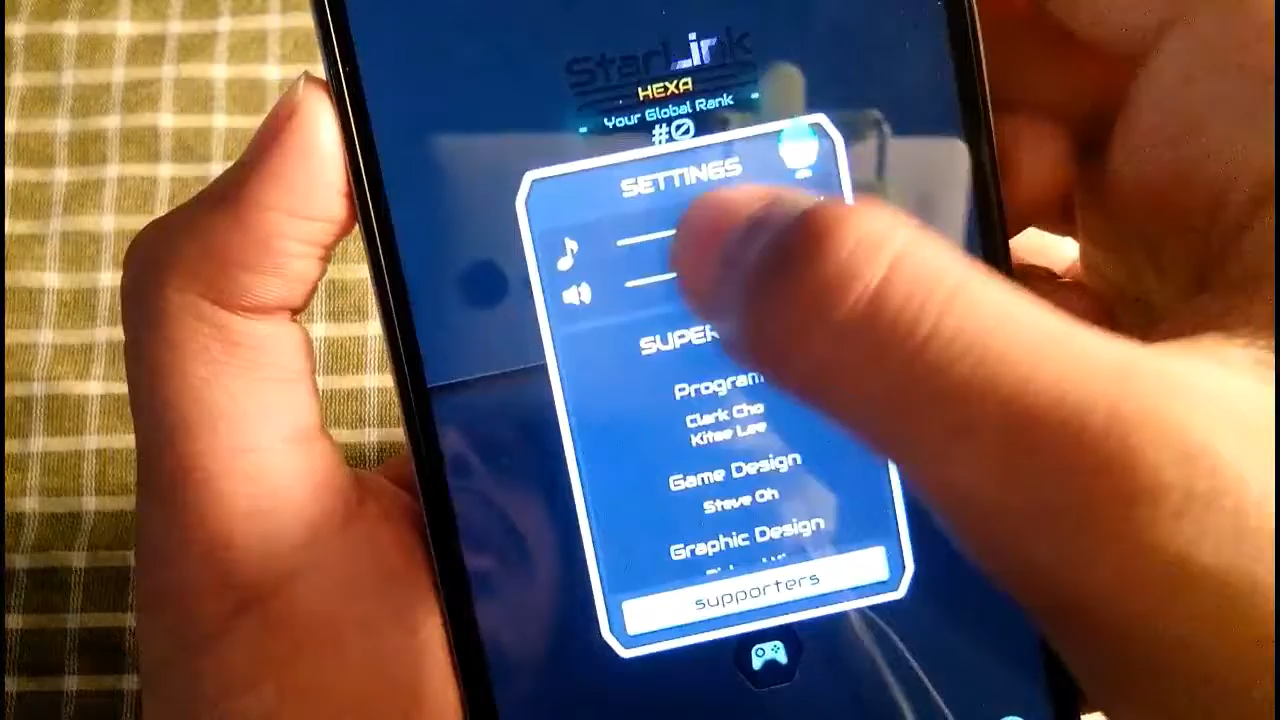 StarLink
HEXA
Your Global Rank
#0
SETTINGS
SUPER
Program
Clark Cho
Kitae Lee
Game Design
Steve Oh
Graphic Design
supporters